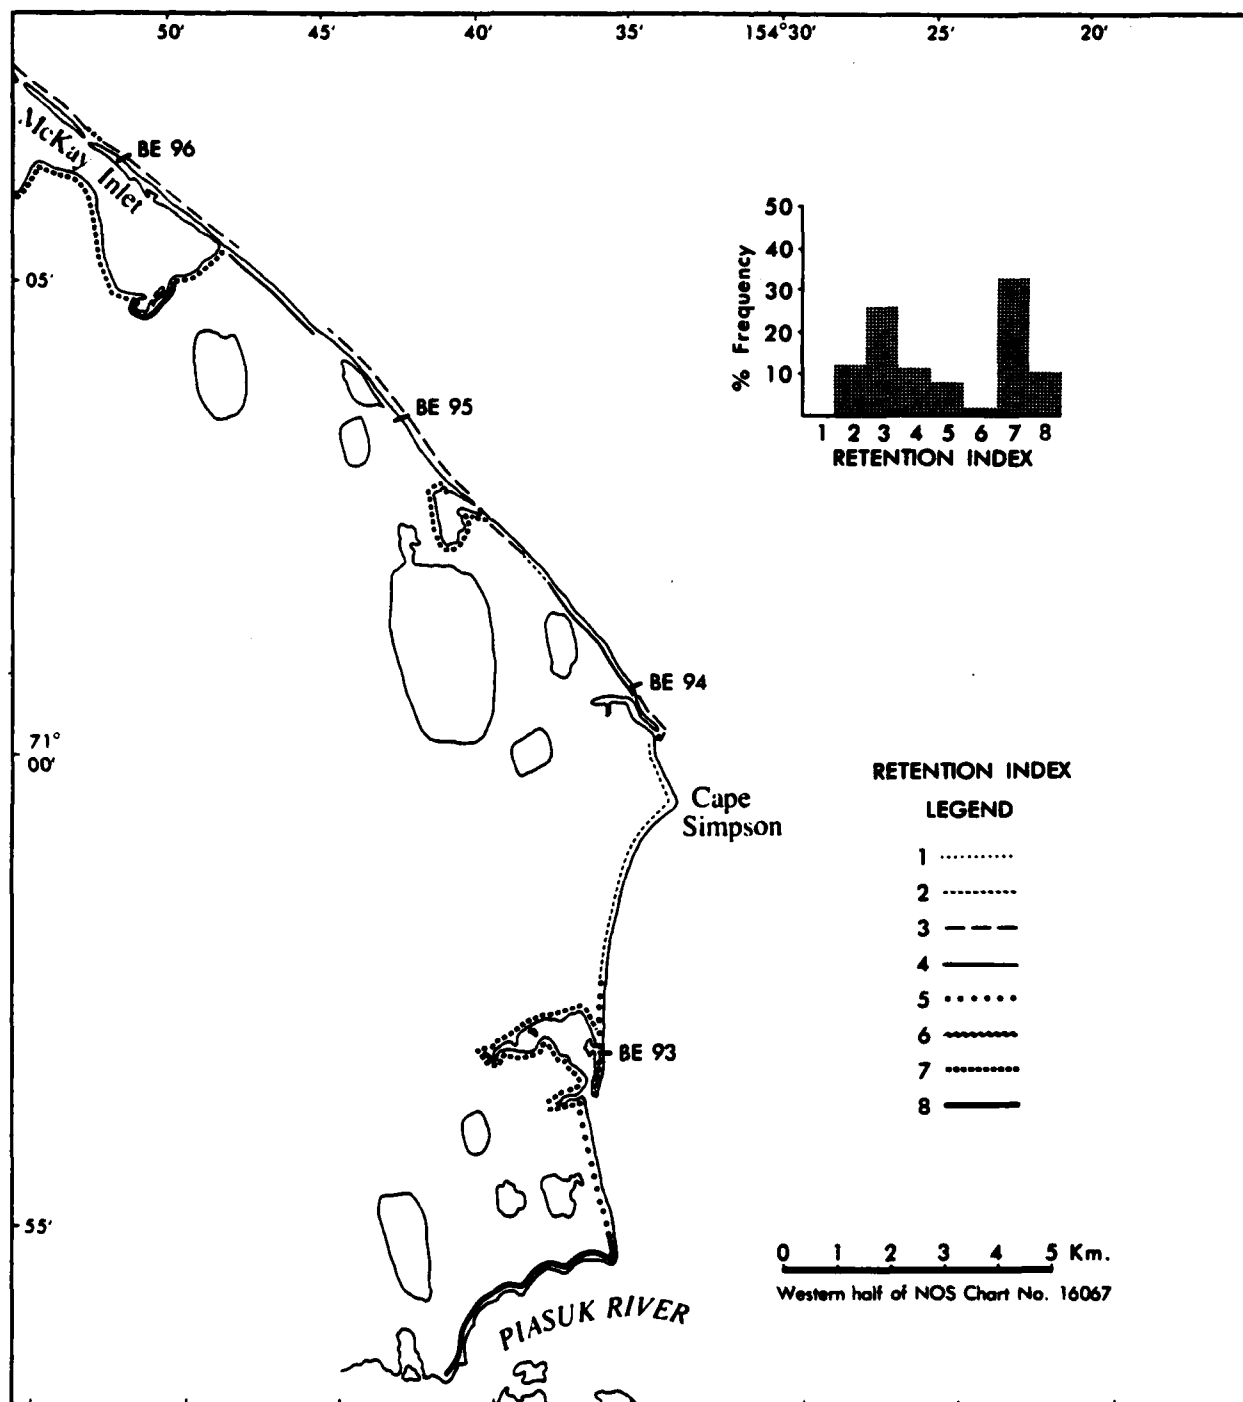 50' 45' 40' 35' 154°30' 25' 20'
McKay Inlet
BE 96
05'
50
40
30
20
10
% Frequency
1 2 3 4 5 6 7 8
RETENTION INDEX
BE 95
BE 94
71°
00'
Cape
Simpson
RETENTION INDEX
LEGEND
1
2
3
4
5
6
7
8
BE 93
55'
0 1 2 3 4 5 Km.
Western half of NOS Chart No. 16067
PIASUK RIVER